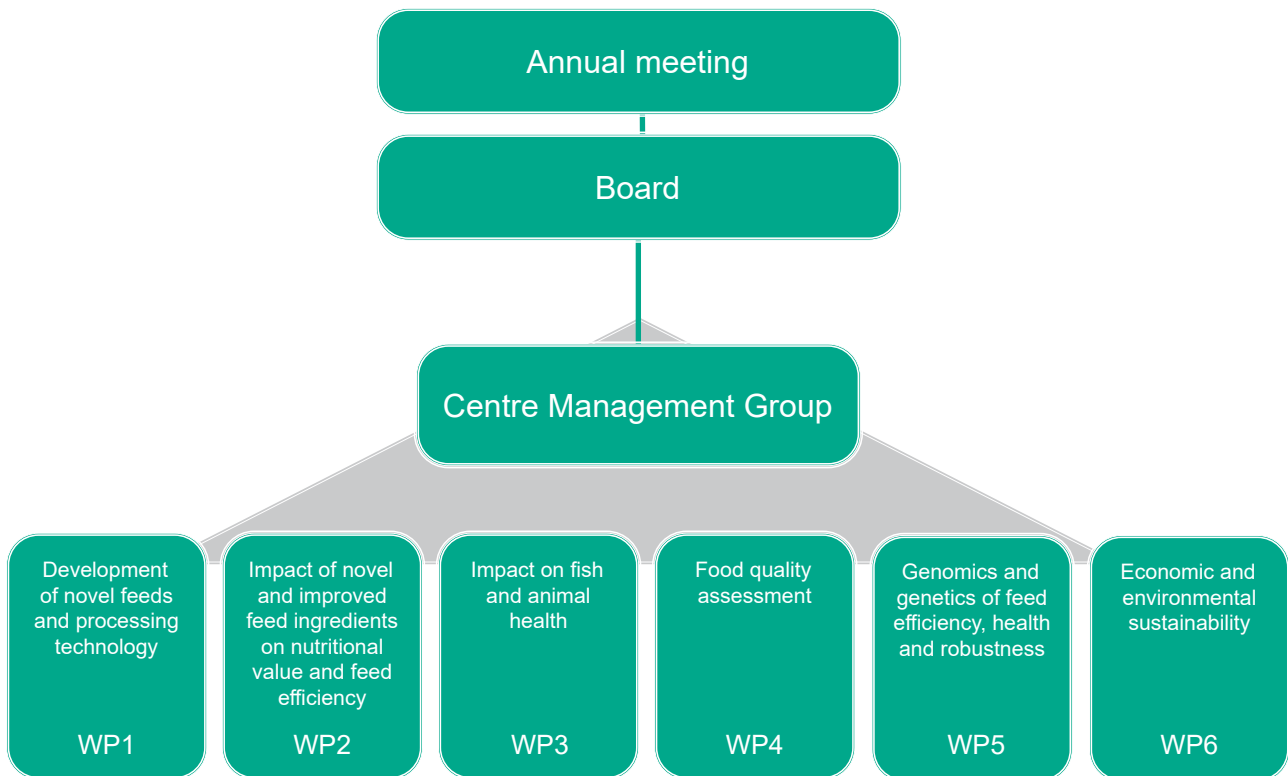 Annual meeting
Board
Centre Management Group
Development
of novel feeds
and processing
technology
WP1
Impact of novel
and improved
feed ingredients
on nutritional
value and feed
efficiency
WP2
Impact on fish
and animal
health
WP3
Food quality
assessment
WP4
Genomics and
genetics of feed
efficiency, health
and robustness
WP5
Economic and
environmental
sustainability
WP6